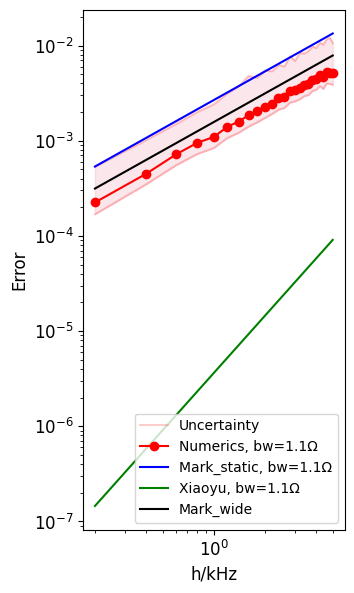 10⁻²
10⁻³
10⁻⁴
10⁻⁵
10⁻⁶
10⁻⁷
Error
Uncertainty
Numerics, bw=1.1Ω
Mark_static, bw=1.1Ω
Xiaoyu, bw=1.1Ω
Mark_wide
10⁰
h/kHz